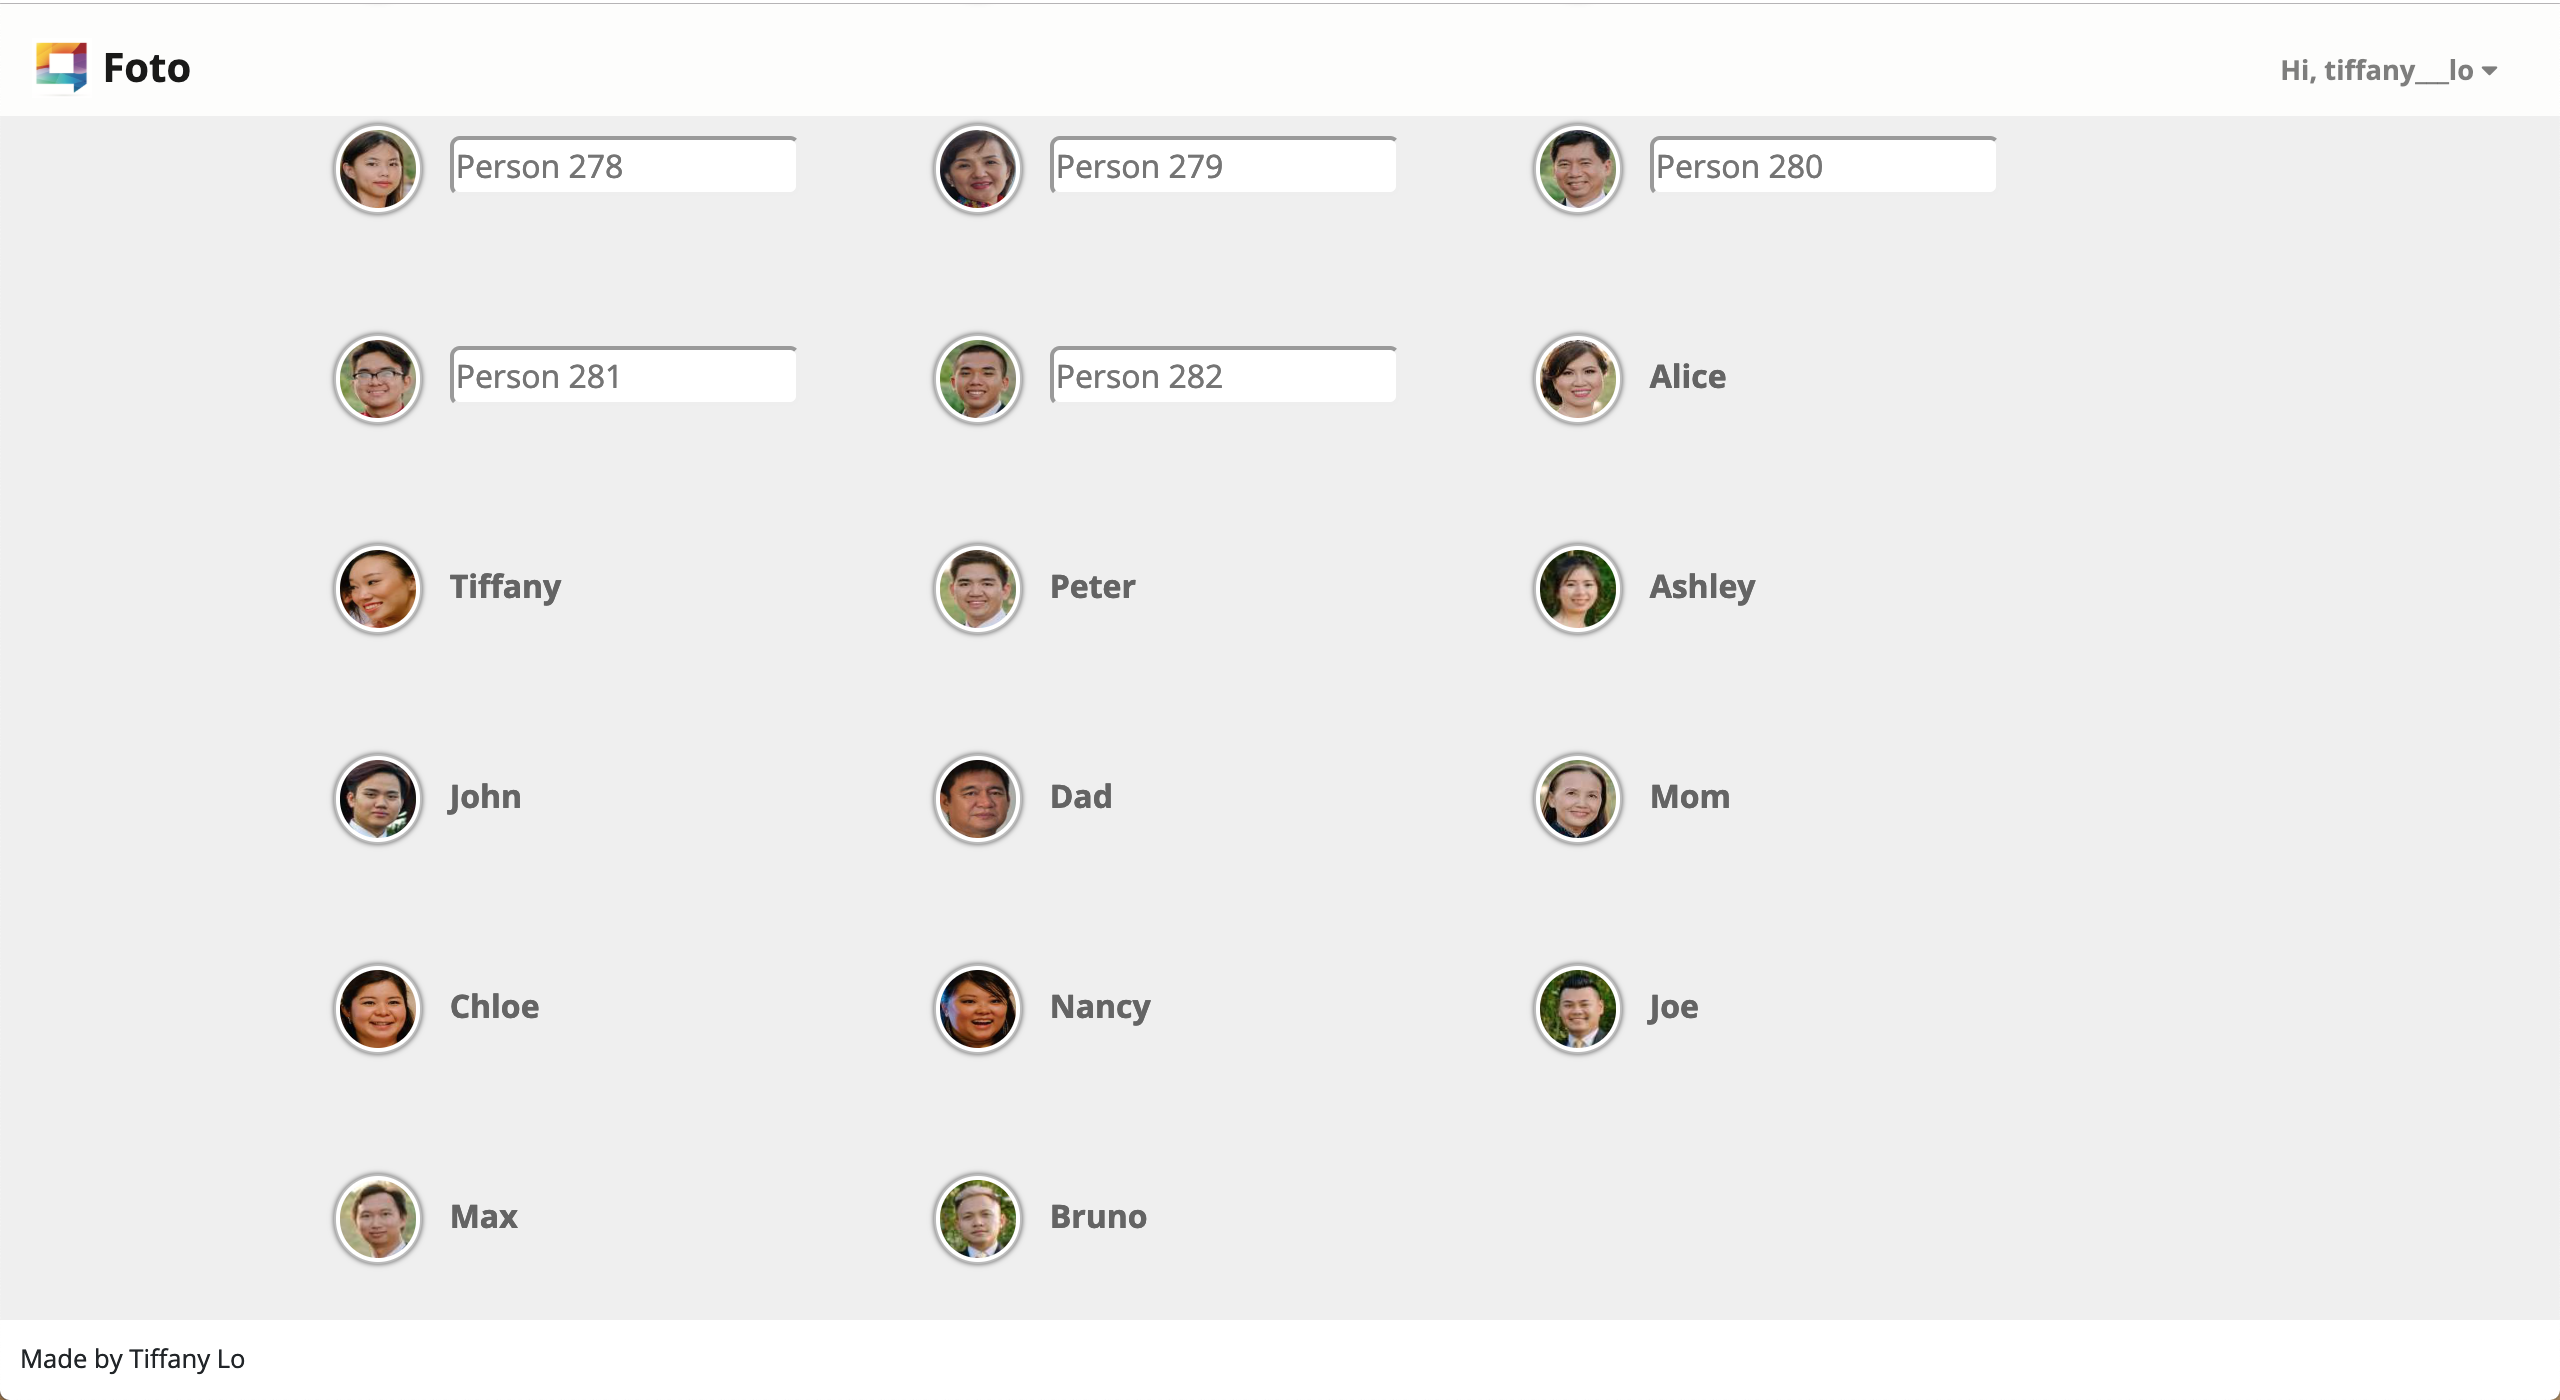 Foto
Hi, tiffany___lo
Person 278
Person 279
Person 280
Person 281
Person 282
Alice
Tiffany
Peter
Ashley
John
Dad
Mom
Chloe
Nancy
Joe
Max
Bruno
Made by Tiffany Lo